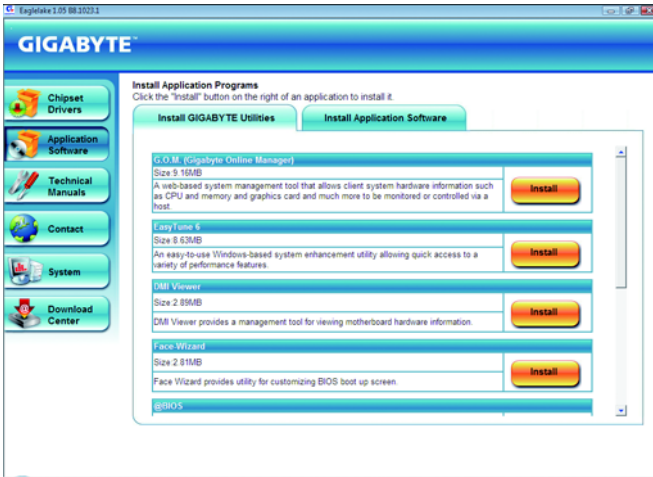 Eaglelake 1.05 B8.1023.1
GIGABYTE™
Chipset
Drivers
Application
Software
Technical
Manuals
Contact
System
Download
Center
Install Application Programs
Click the "Install" button on the right of an application to install it.
Install GIGABYTE Utilities
Install Application Software
G.O.M. (Gigabyte Online Manager)
Size:9.16MB
A web-based system management tool that allows client system hardware information such
as CPU and memory and graphics card and much more to be monitored or controlled via a
host.
Install
EasyTune 6
Size:8.63MB
An easy-to-use Windows-based system enhancement utility allowing quick access to a
variety of performance features.
Install
DMI Viewer
Size:2.89MB
DMI Viewer provides a management tool for viewing motherboard hardware information.
Install
Face-Wizard
Size:2.81MB
Face Wizard provides utility for customizing BIOS boot up screen.
Install
@BIOS